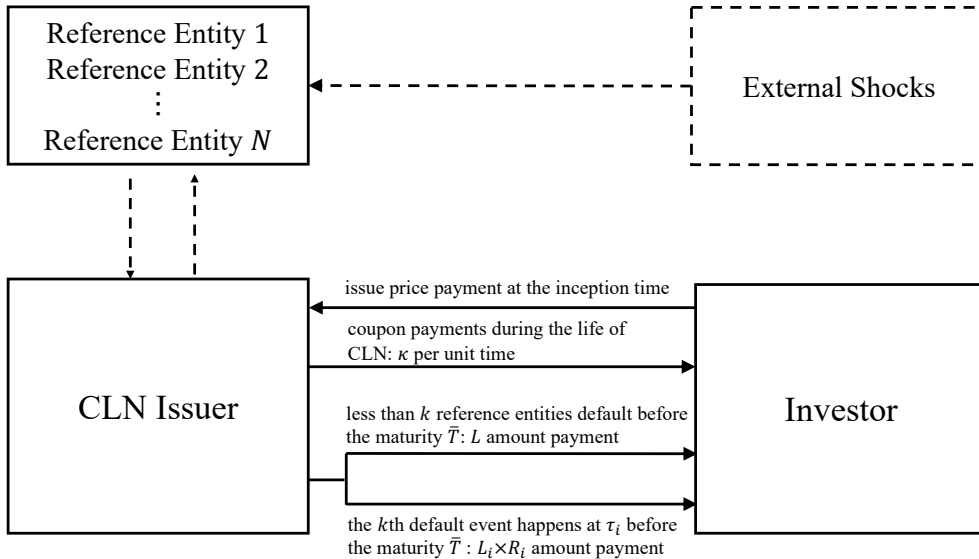 Reference Entity 1
Reference Entity 2
⋮
Reference Entity N
External Shocks
CLN Issuer
issue price payment at the inception time
coupon payments during the life of
CLN: κ per unit time
less than k reference entities default before
the maturity T̄: L amount payment
the kth default event happens at τᵢ before
the maturity T̄ : Lᵢ×Rᵢ amount payment
Investor